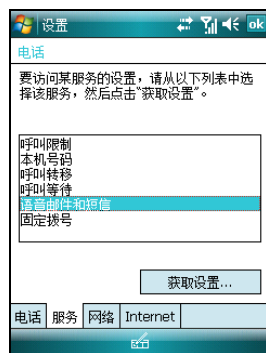 设置
ok
电话
要访问某服务的设置，请从以下列表中选
择该服务，然后点击"获取设置"。
呼叫限制
本机号码
呼叫转移
呼叫等待
语音邮件和短信
固定拨号
获取设置...
电话 服务 网络 Internet